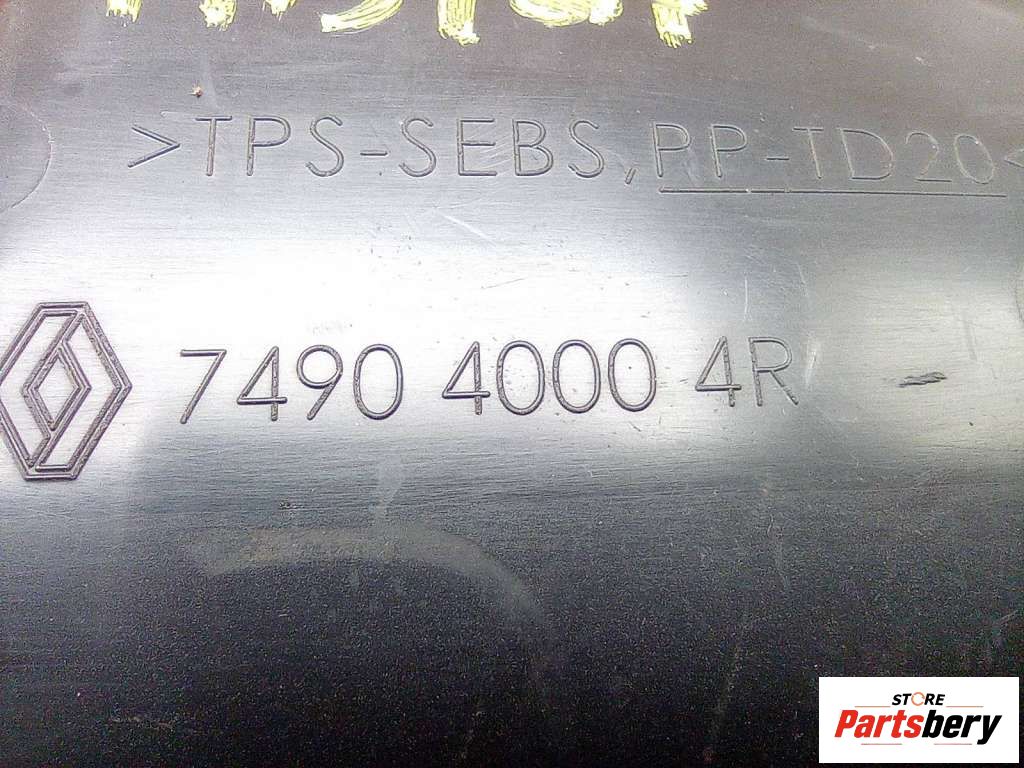 >TPS-SEBS,PP-TD20<
7490 4000 4R
STORE
Partsbery